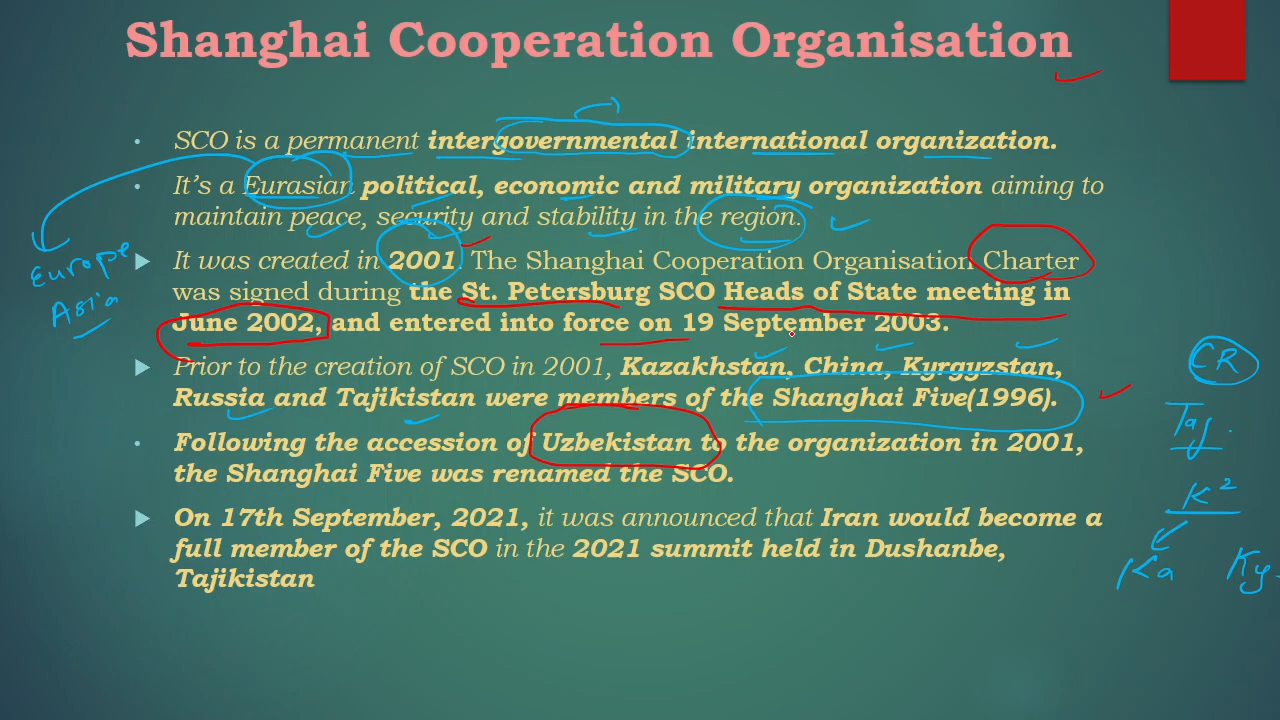 Shanghai Cooperation Organisation
• SCO is a permanent intergovernmental international organization.
• It's a Eurasian political, economic and military organization aiming to
maintain peace, security and stability in the region.
Europe
Asia
▶ It was created in 2001. The Shanghai Cooperation Organisation Charter
was signed during the St. Petersburg SCO Heads of State meeting in
June 2002, and entered into force on 19 September 2003.
▶ Prior to the creation of SCO in 2001, Kazakhstan, China, Kyrgyzstan,
Russia and Tajikistan were members of the Shanghai Five(1996).
• Following the accession of Uzbekistan to the organization in 2001,
the Shanghai Five was renamed the SCO.
▶ On 17th September, 2021, it was announced that Iran would become a
full member of the SCO in the 2021 summit held in Dushanbe,
Tajikistan
CR
Taj.
K²
Ka
Ky.